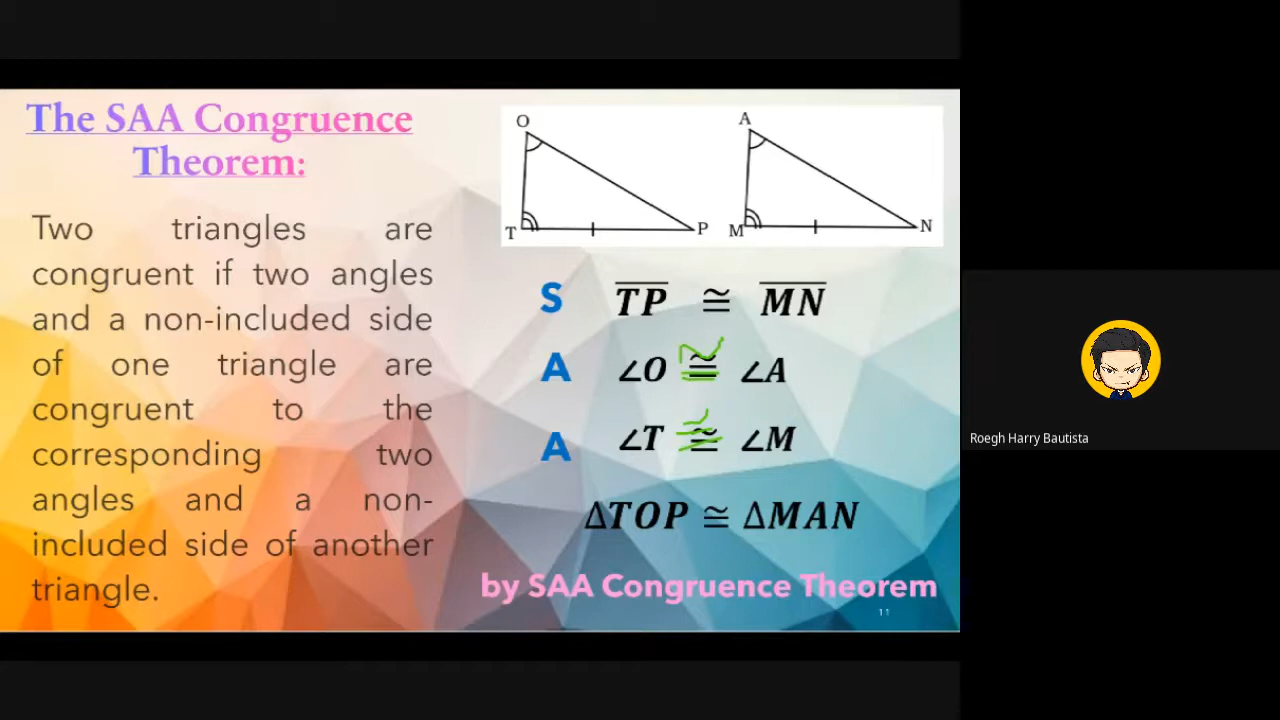 The SAA Congruence
Theorem:
Two triangles are
congruent if two angles
and a non-included side
of one triangle are
congruent to the
corresponding two
angles and a non-
included side of another
triangle.
O
T
P
A
M
N
S TP ≅ MN
A ∠O ≅ ∠A
A ∠T ≅ ∠M
ΔTOP ≅ ΔMAN
by SAA Congruence Theorem
11
Roegh Harry Bautista